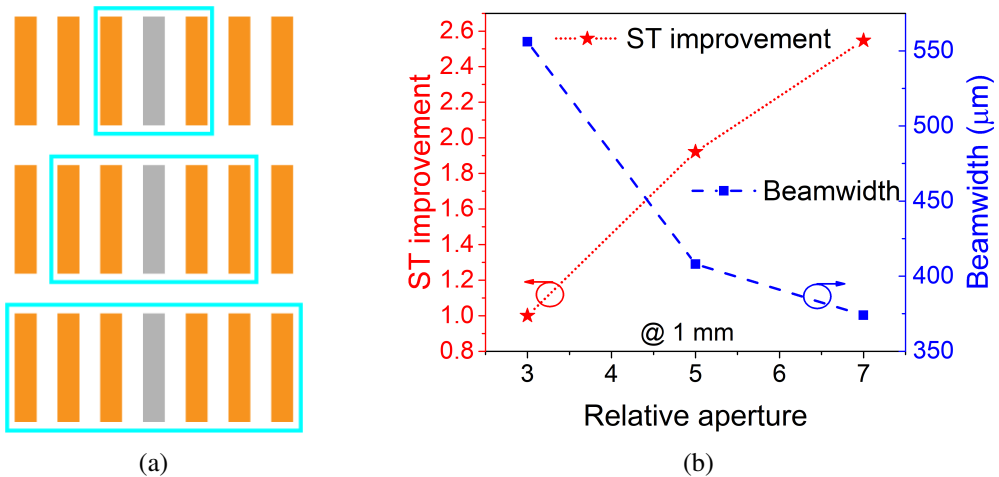 ST improvement
2.6
2.4
2.2
2.0
1.8
1.6
1.4
1.2
1.0
0.8
ST improvement
Beamwidth
@ 1 mm
550
500
450
400
350
Beamwidth (μm)
3 4 5 6 7
Relative aperture
(a)
(b)